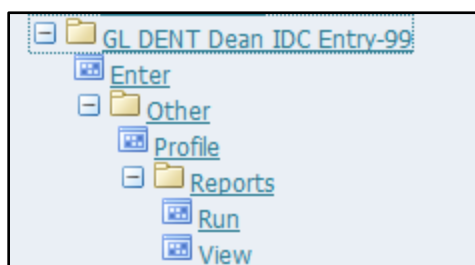 GL DENT Dean IDC Entry-99
Enter
Other
Profile
Reports
Run
View